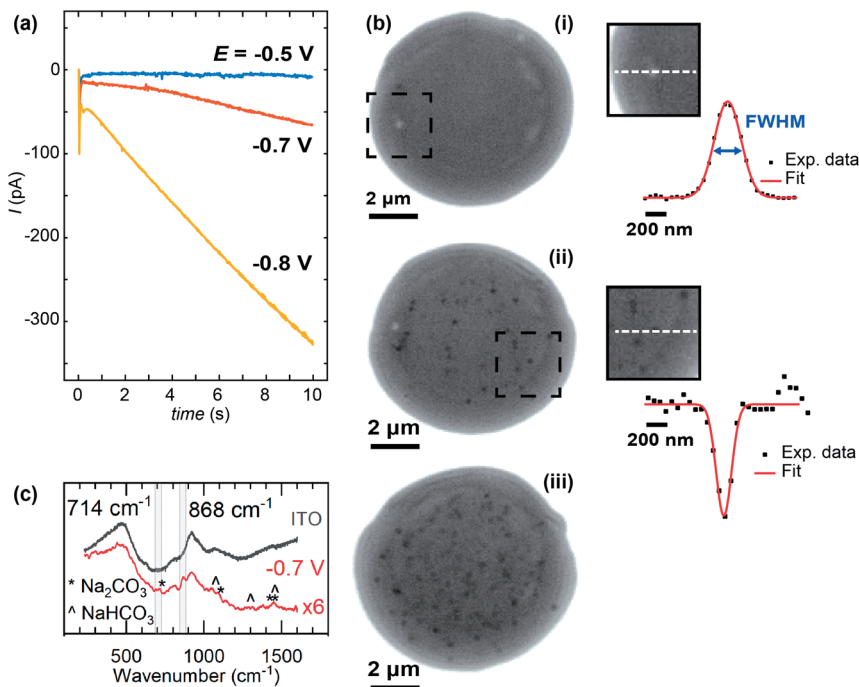 (a)
E = -0.5 V
-0.7 V
-0.8 V
0
-100
-200
-300
I (pA)
0 2 4 6 8 10
time (s)
(b)
(i)
2 µm
FWHM
Exp. data
Fit
200 nm
(ii)
2 µm
200 nm
Exp. data
Fit
(iii)
2 µm
(c)
714 cm-1
868 cm-1
ITO
-0.7 V
* Na2CO3
^ NaHCO3
x6
* ^ * ^ ^ **
500 1000 1500
Wavenumber (cm-1)